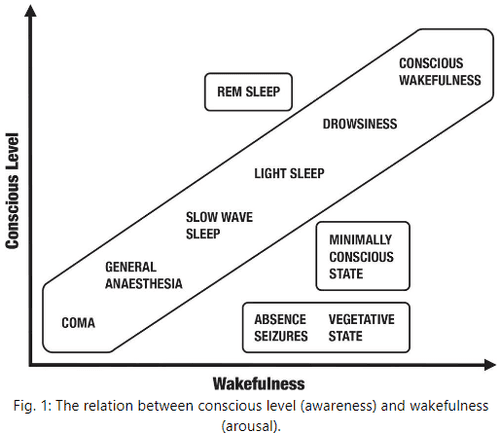 Conscious Level
REM SLEEP
CONSCIOUS
WAKEFULNESS
DROWSINESS
LIGHT SLEEP
SLOW WAVE
SLEEP
GENERAL
ANAESTHESIA
COMA
MINIMALLY
CONSCIOUS
STATE
ABSENCE
SEIZURES
VEGETATIVE
STATE
Wakefulness
Fig. 1: The relation between conscious level (awareness) and wakefulness
(arousal).